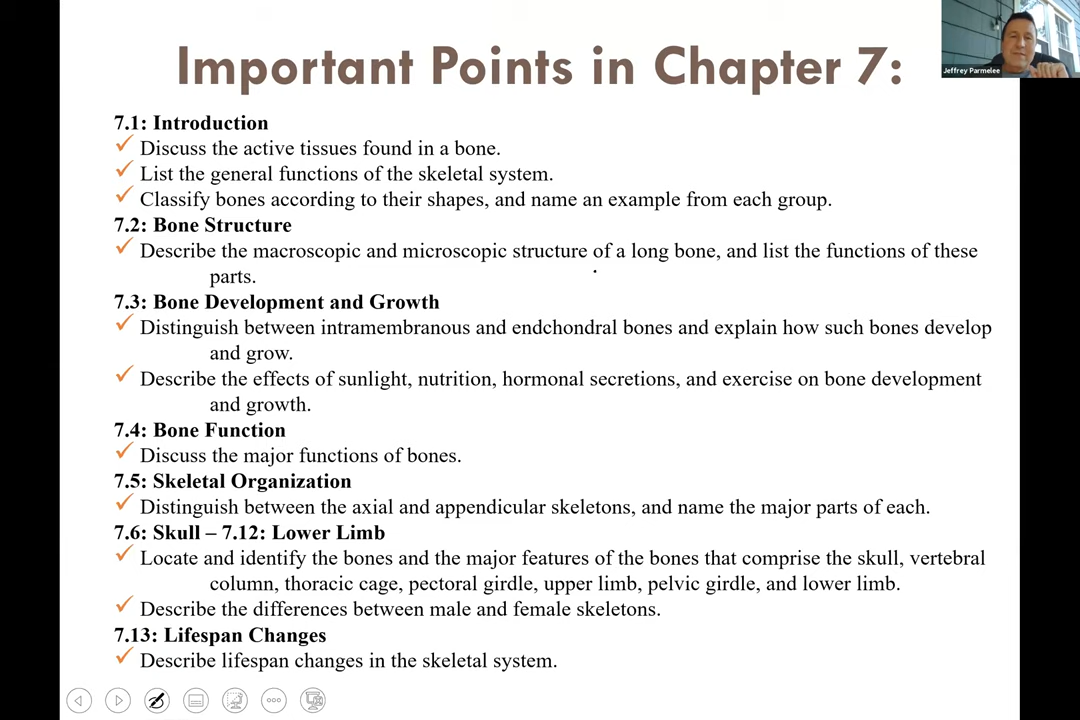 Important Points in Chapter 7:
Jeffrey Parmelee
7.1: Introduction
✓ Discuss the active tissues found in a bone.
✓ List the general functions of the skeletal system.
✓ Classify bones according to their shapes, and name an example from each group.
7.2: Bone Structure
✓ Describe the macroscopic and microscopic structure of a long bone, and list the functions of these
parts.
7.3: Bone Development and Growth
✓ Distinguish between intramembranous and endchondral bones and explain how such bones develop
and grow.
✓ Describe the effects of sunlight, nutrition, hormonal secretions, and exercise on bone development
and growth.
7.4: Bone Function
✓ Discuss the major functions of bones.
7.5: Skeletal Organization
✓ Distinguish between the axial and appendicular skeletons, and name the major parts of each.
7.6: Skull – 7.12: Lower Limb
✓ Locate and identify the bones and the major features of the bones that comprise the skull, vertebral
column, thoracic cage, pectoral girdle, upper limb, pelvic girdle, and lower limb.
✓ Describe the differences between male and female skeletons.
7.13: Lifespan Changes
✓ Describe lifespan changes in the skeletal system.